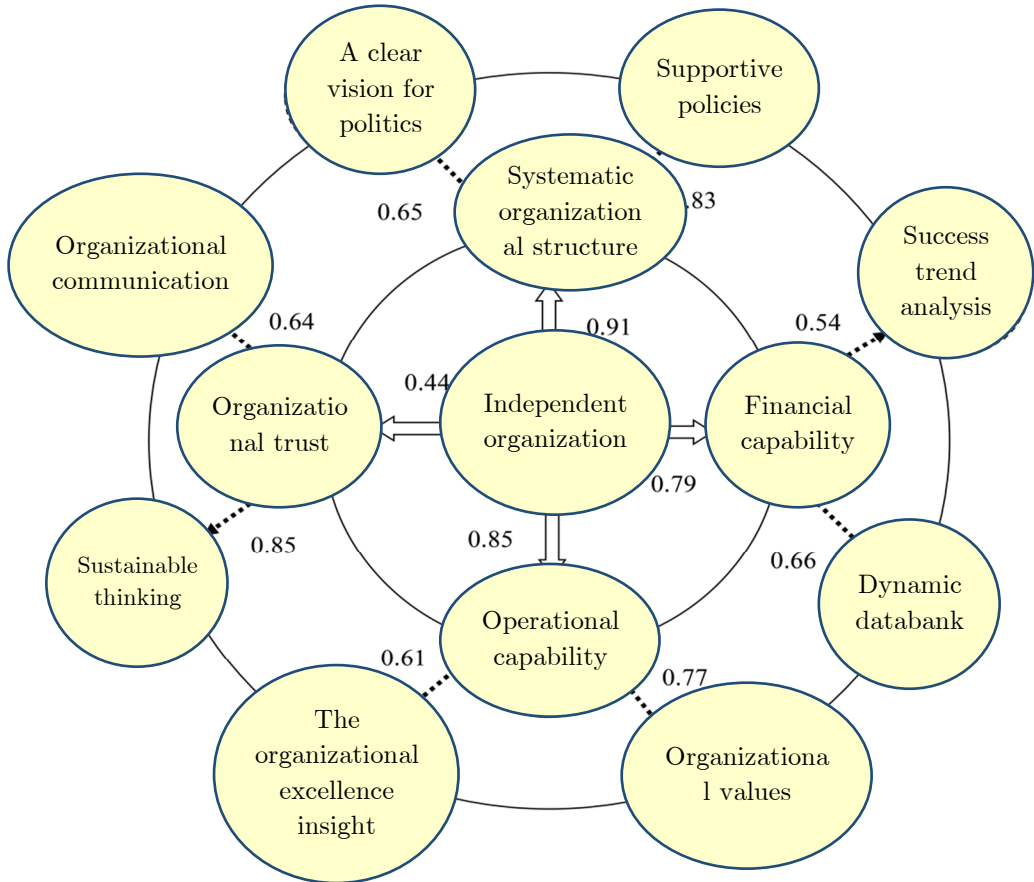 A clear
vision for
politics
Supportive
policies
Systematic
organization
al structure
0.65
.83
Organizational
communication
Success
trend
analysis
0.64
0.91
0.54
0.44
Organizatio
nal trust
Independent
organization
Financial
capability
0.79
0.85
0.85
0.66
Sustainable
thinking
Dynamic
databank
Operational
capability
0.61
0.77
The
organizational
excellence
insight
Organizationa
l values